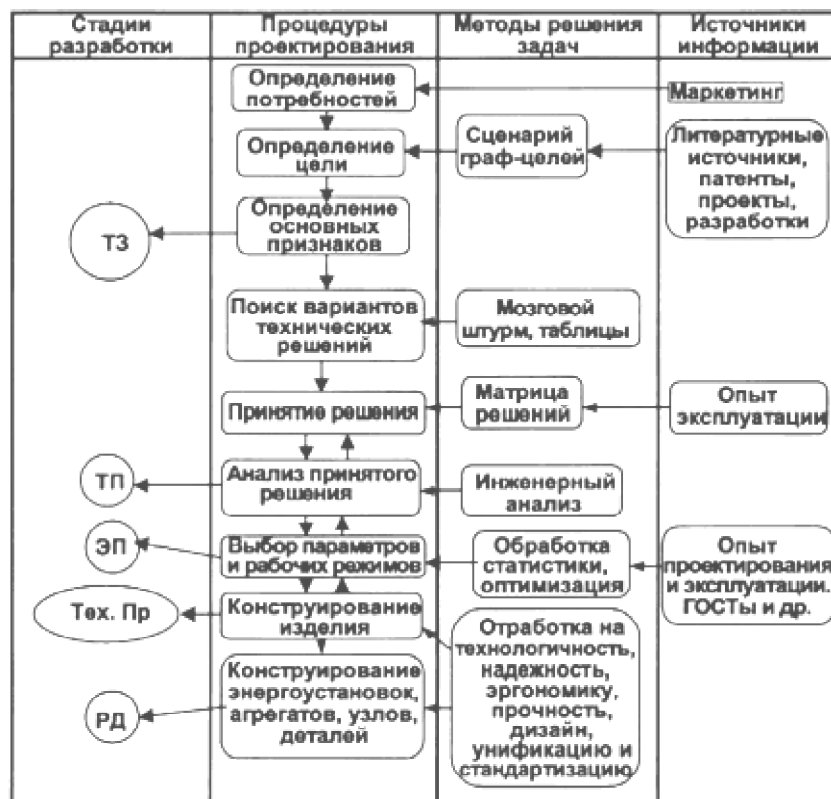 Стадии
разработки
Процедуры
проектирования
Методы решения
задач
Источники
информации
Определение
потребностей
Маркетинг
Определение
цели
Сценарий
граф-целей
Литературные
источники,
патенты,
проекты,
разработки
ТЗ
Определение
основных
признаков
Поиск вариантов
технических
решений
Мозговой
штурм, таблицы
Принятие решения
Матрица
решений
Опыт
эксплуатации
ТП
Анализ принятого
решения
Инженерный
анализ
ЭП
Выбор параметров
и рабочих режимов
Обработка
статистики,
оптимизация
Опыт
проектирования
и эксплуатации.
ГОСТы и др.
Тех. Пр
Конструирование
изделия
Отработка на
технологичность,
надежность,
эргономику,
прочность,
дизайн,
унификацию и
стандартизацию
РД
Конструирование
энергоустановок,
агрегатов, узлов,
деталей